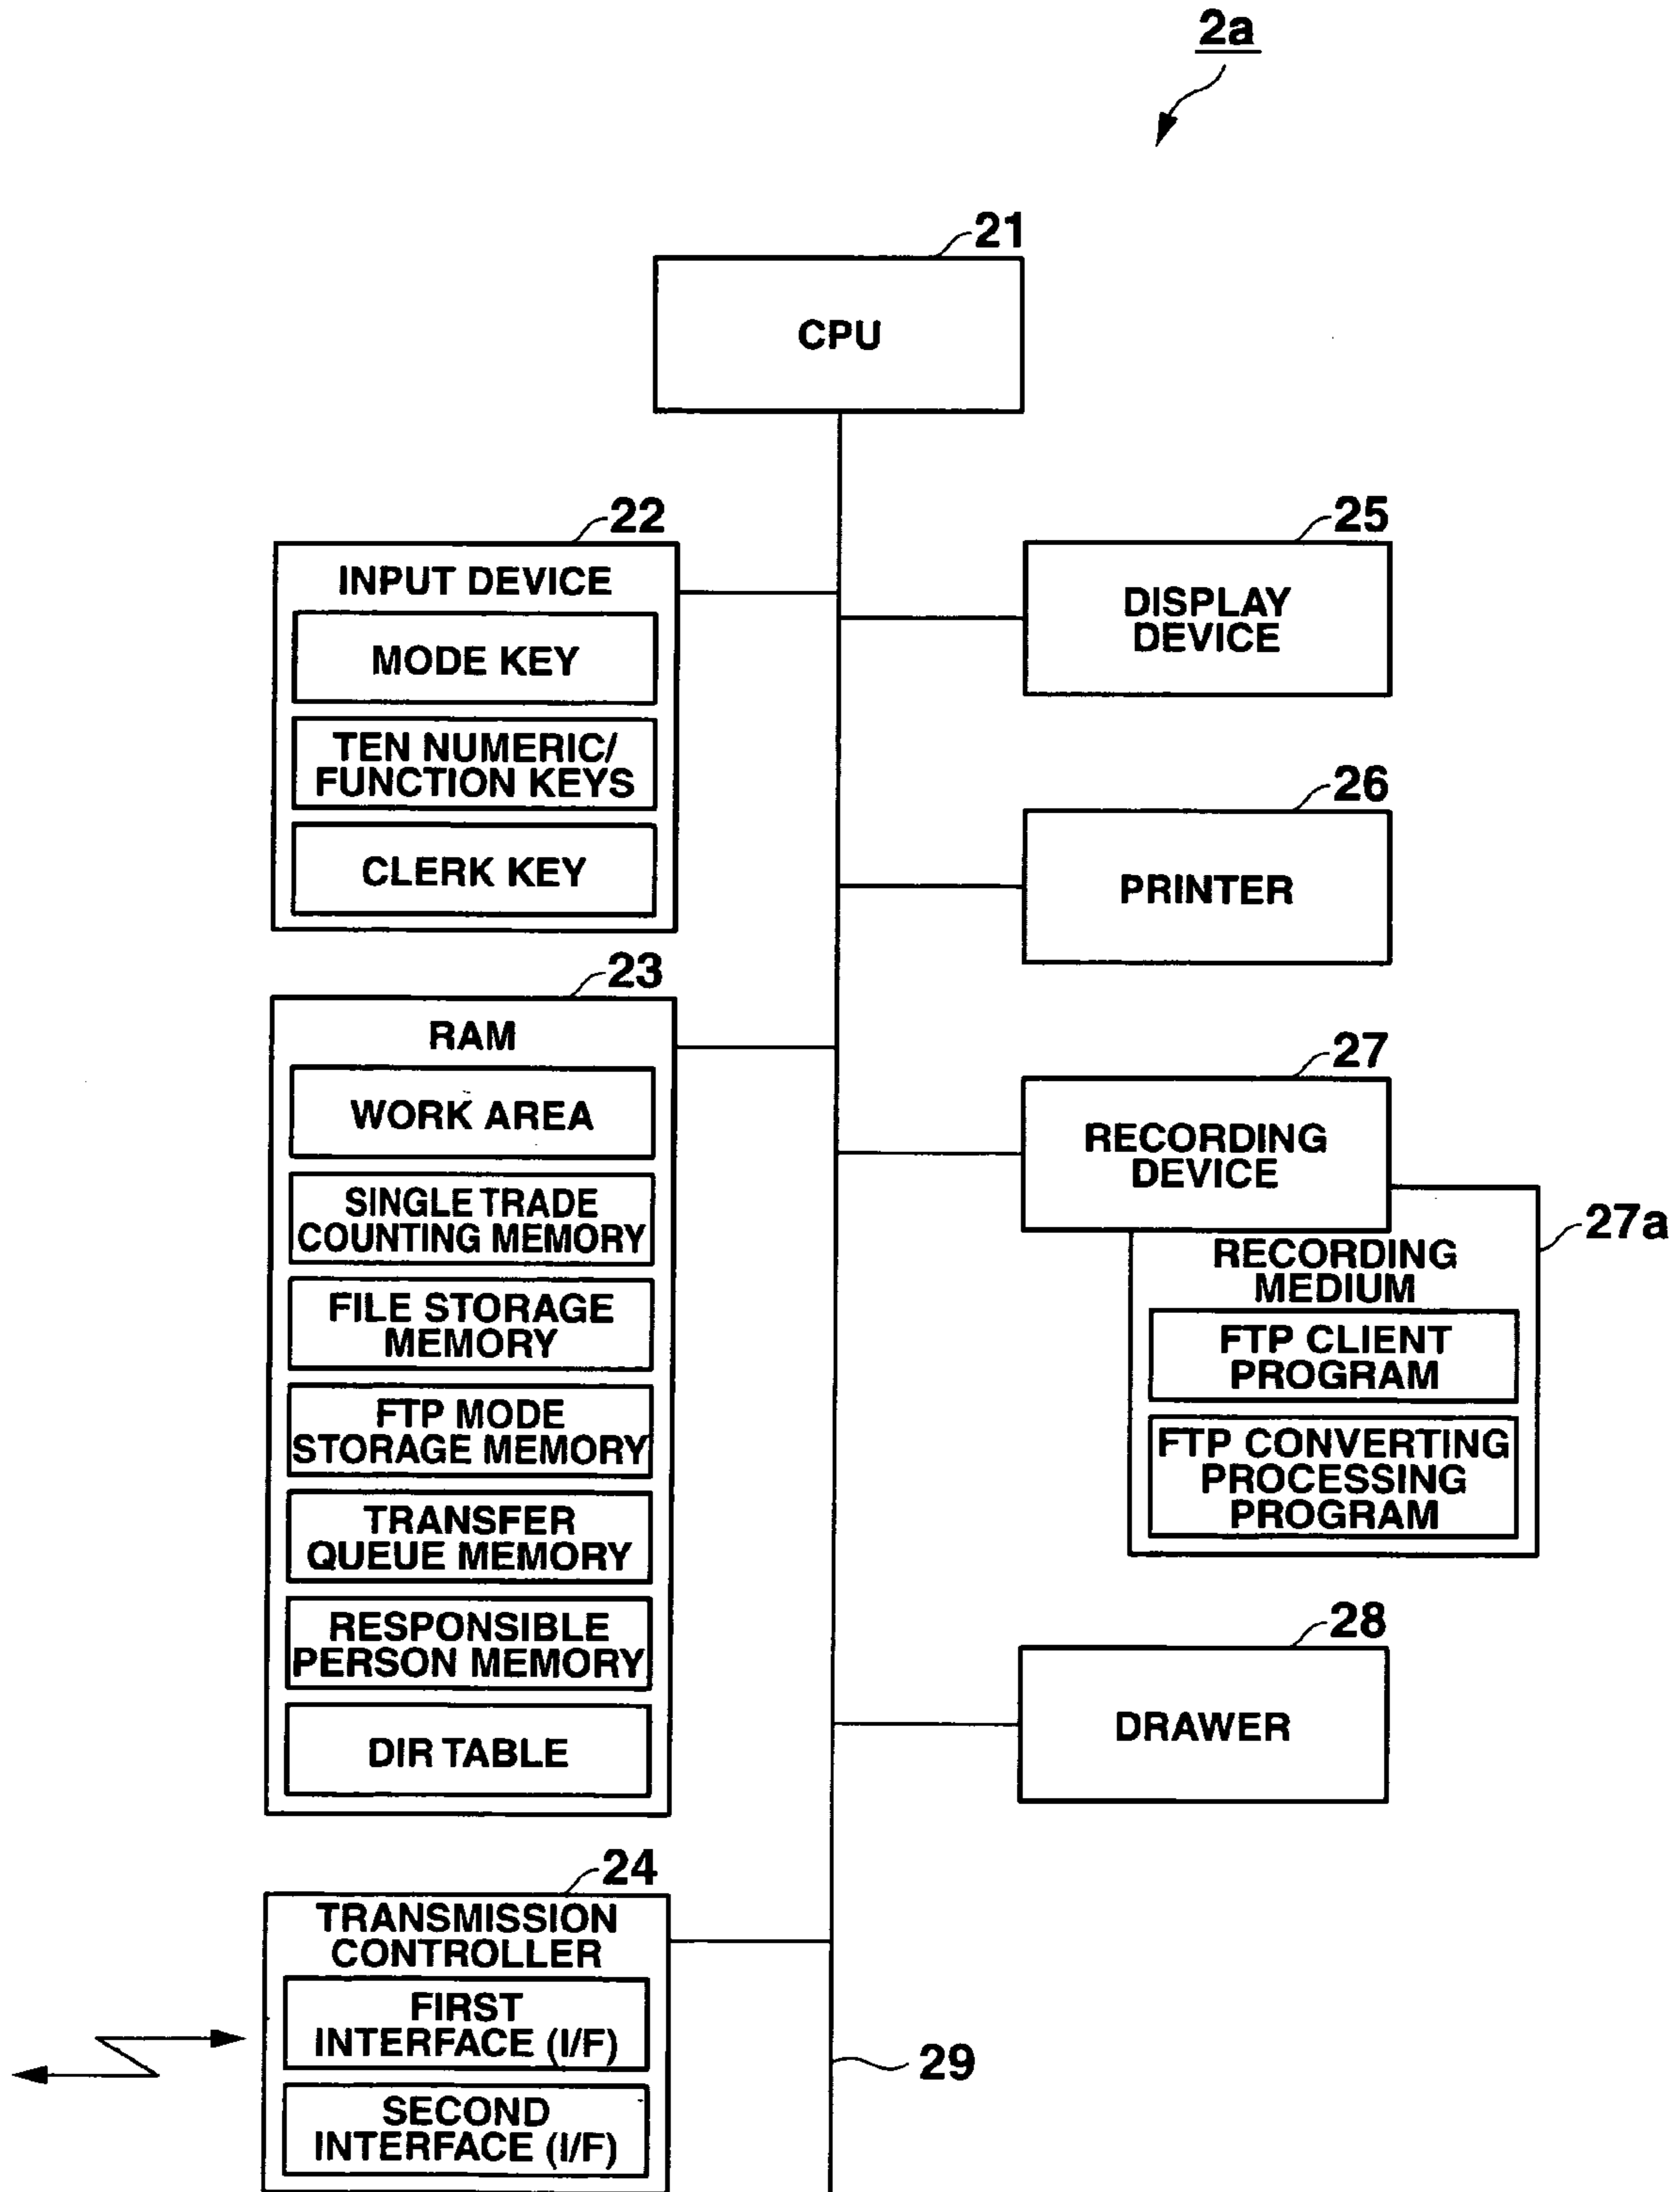 2a
21
CPU
22
INPUT DEVICE
MODE KEY
TEN NUMERIC/
FUNCTION KEYS
CLERK KEY
25
DISPLAY
DEVICE
26
PRINTER
23
RAM
WORK AREA
SINGLE TRADE
COUNTING MEMORY
FILE STORAGE
MEMORY
FTP MODE
STORAGE MEMORY
TRANSFER
QUEUE MEMORY
RESPONSIBLE
PERSON MEMORY
DIR TABLE
27
RECORDING
DEVICE
27a
RECORDING
MEDIUM
FTP CLIENT
PROGRAM
FTP CONVERTING
PROCESSING
PROGRAM
28
DRAWER
24
TRANSMISSION
CONTROLLER
FIRST
INTERFACE (I/F)
SECOND
INTERFACE (I/F)
29